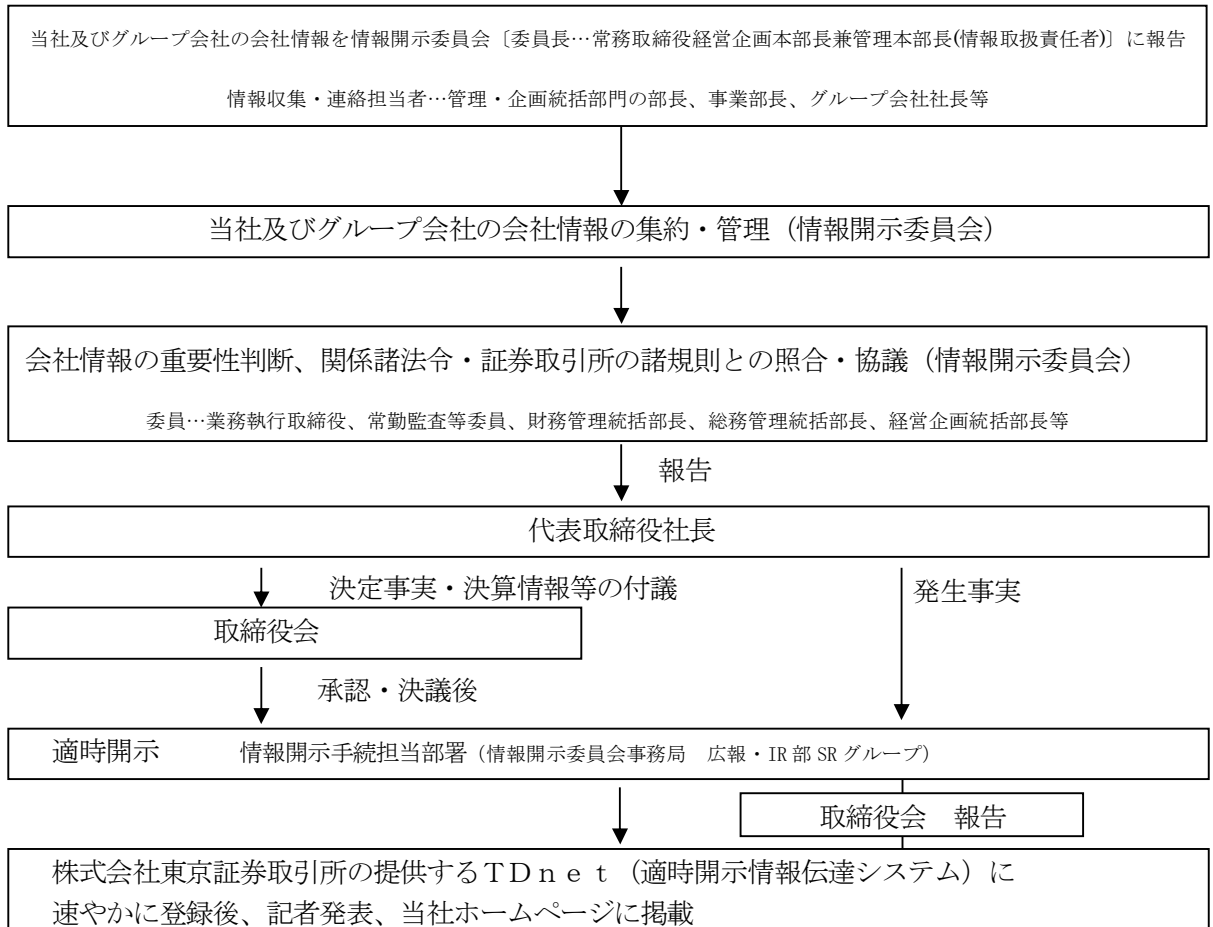 当社及びグループ会社の会社情報を情報開示委員会〔委員長…常務取締役経営企画本部長兼管理本部長(情報取扱責任者)〕に報告
情報収集・連絡担当者…管理・企画統括部門の部長、事業部長、グループ会社社長等
当社及びグループ会社の会社情報の集約・管理（情報開示委員会）
会社情報の重要性判断、関係諸法令・証券取引所の諸規則との照合・協議（情報開示委員会）
委員…業務執行取締役、常勤監査等委員、財務管理統括部長、総務管理統括部長、経営企画統括部長等
報告
代表取締役社長
決定事実・決算情報等の付議
発生事実
取締役会
承認・決議後
適時開示　情報開示手続担当部署（情報開示委員会事務局　広報・IR部SRグループ）
取締役会　報告
株式会社東京証券取引所の提供するＴＤｎｅｔ（適時開示情報伝達システム）に
速やかに登録後、記者発表、当社ホームページに掲載